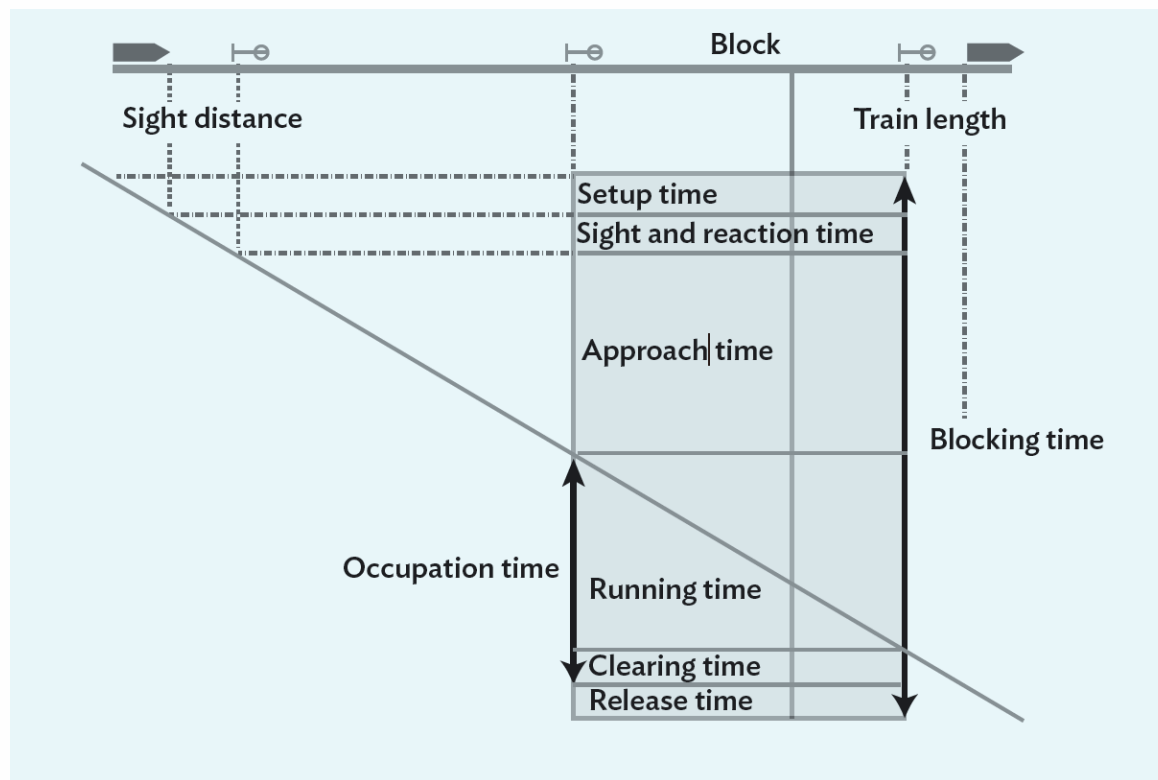 Block
Sight distance
Train length
Setup time
Sight and reaction time
Approach time
Blocking time
Occupation time
Running time
Clearing time
Release time